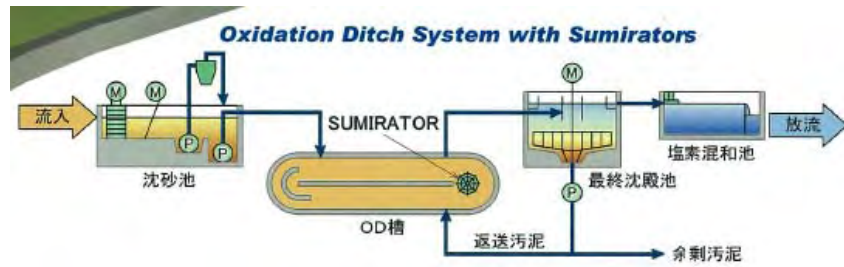 Oxidation Ditch System with Sumirators
M
M
M
流入
P
P
SUMIRATOR
放流
沈砂池
塩素混和池
最終沈殿池
P
OD槽
返送汚泥
余剰汚泥